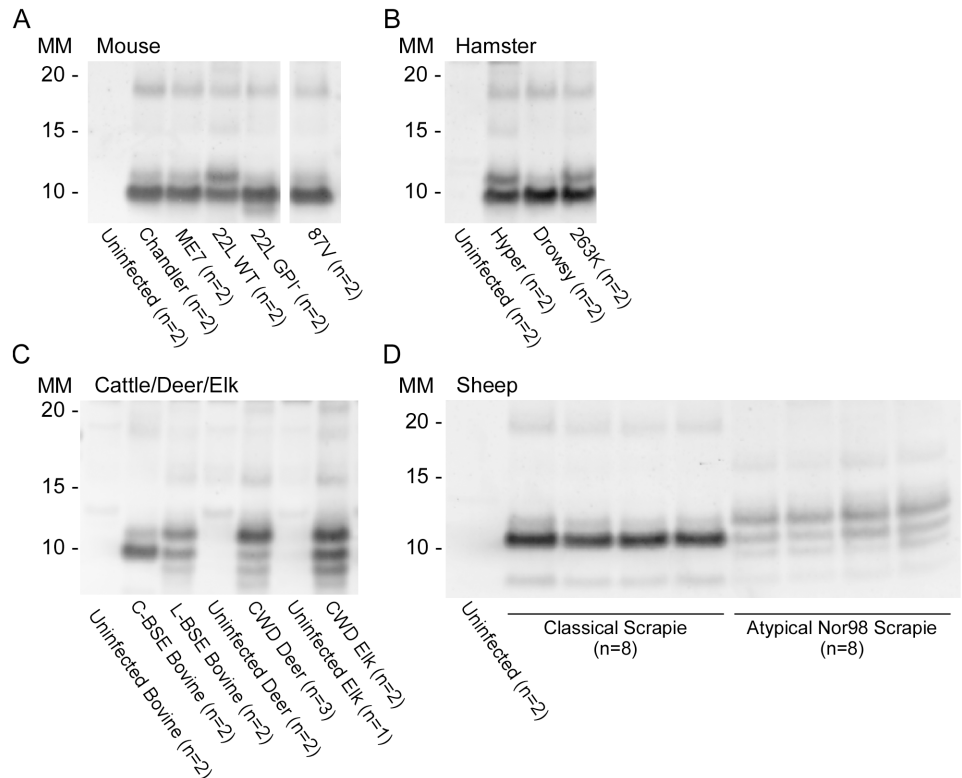 A
MM Mouse
20 -
15 -
10 -
Uninfected (n=2)
Chandler (n=2)
ME7 (n=2)
22L WT (n=2)
22L GPI- (n=2)
87V (n=2)
B
MM Hamster
20 -
15 -
10 -
Uninfected (n=2)
Hyper (n=2)
Drowsy (n=2)
263K (n=2)
C
MM Cattle/Deer/Elk
20 -
15 -
10 -
Uninfected Bovine (n=2)
C-BSE Bovine (n=2)
L-BSE Bovine (n=2)
Uninfected Deer (n=2)
CWD Deer (n=3)
Uninfected Elk (n=1)
CWD Elk (n=2)
D
MM Sheep
20 -
15 -
10 -
Uninfected (n=2)
Classical Scrapie
(n=8)
Atypical Nor98 Scrapie
(n=8)